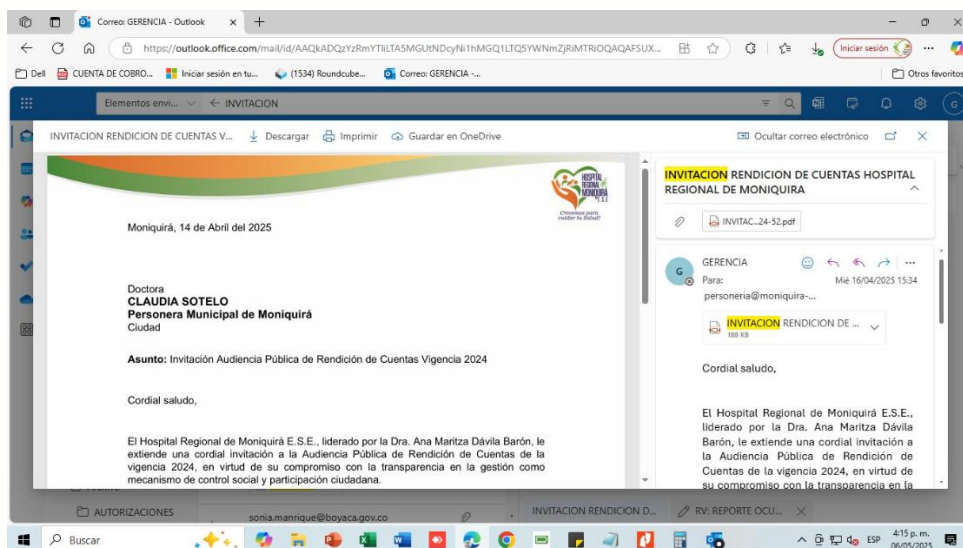 Correo: GERENCIA - Outlook
https://outlook.office.com/mail/id/AAQkADQzYzRmYTliLTA5MGUtNDcyNi1hMGQ1LTQ5YWNmZjRiMTRiOQAQAFSUX...
Iniciar sesión
Dell
CUENTA DE COBRO...
Iniciar sesión en tu...
(1534) Roundcube...
Correo: GERENCIA -...
Otros favoritos
Elementos envi...
INVITACION
G
INVITACION RENDICION DE CUENTAS V...
Descargar
Imprimir
Guardar en OneDrive
Ocultar correo electrónico
HOSPITAL
REGIONAL
MONIQUIRÁ
E.S.E.
Crecemos para
cuidar tu Salud!
Moniquirá, 14 de Abril del 2025
Doctora
CLAUDIA SOTELO
Personera Municipal de Moniquirá
Ciudad
Asunto: Invitación Audiencia Pública de Rendición de Cuentas Vigencia 2024
Cordial saludo,
El Hospital Regional de Moniquirá E.S.E., liderado por la Dra. Ana Maritza Dávila Barón, le
extiende una cordial invitación a la Audiencia Pública de Rendición de Cuentas de la
vigencia 2024, en virtud de su compromiso con la transparencia en la gestión como
mecanismo de control social y participación ciudadana.
INVITACION RENDICION DE CUENTAS HOSPITAL
REGIONAL DE MONIQUIRA
INVITAC...24-52.pdf
G
GERENCIA
Para:
Mié 16/04/2025 15:34
personeria@moniquira-...
INVITACION RENDICION DE ...
188 KB
Cordial saludo,
El Hospital Regional de Moniquirá E.S.E.,
liderado por la Dra. Ana Maritza Dávila
Barón, le extiende una cordial invitación a
la Audiencia Pública de Rendición de
Cuentas de la vigencia 2024, en virtud de
su compromiso con la transparencia en la
AUTORIZACIONES
sonia.manrique@boyaca.gov.co
INVITACION RENDICION D...
RV: REPORTE OCU...
Buscar
ESP
4:15 p. m.
06/05/2025